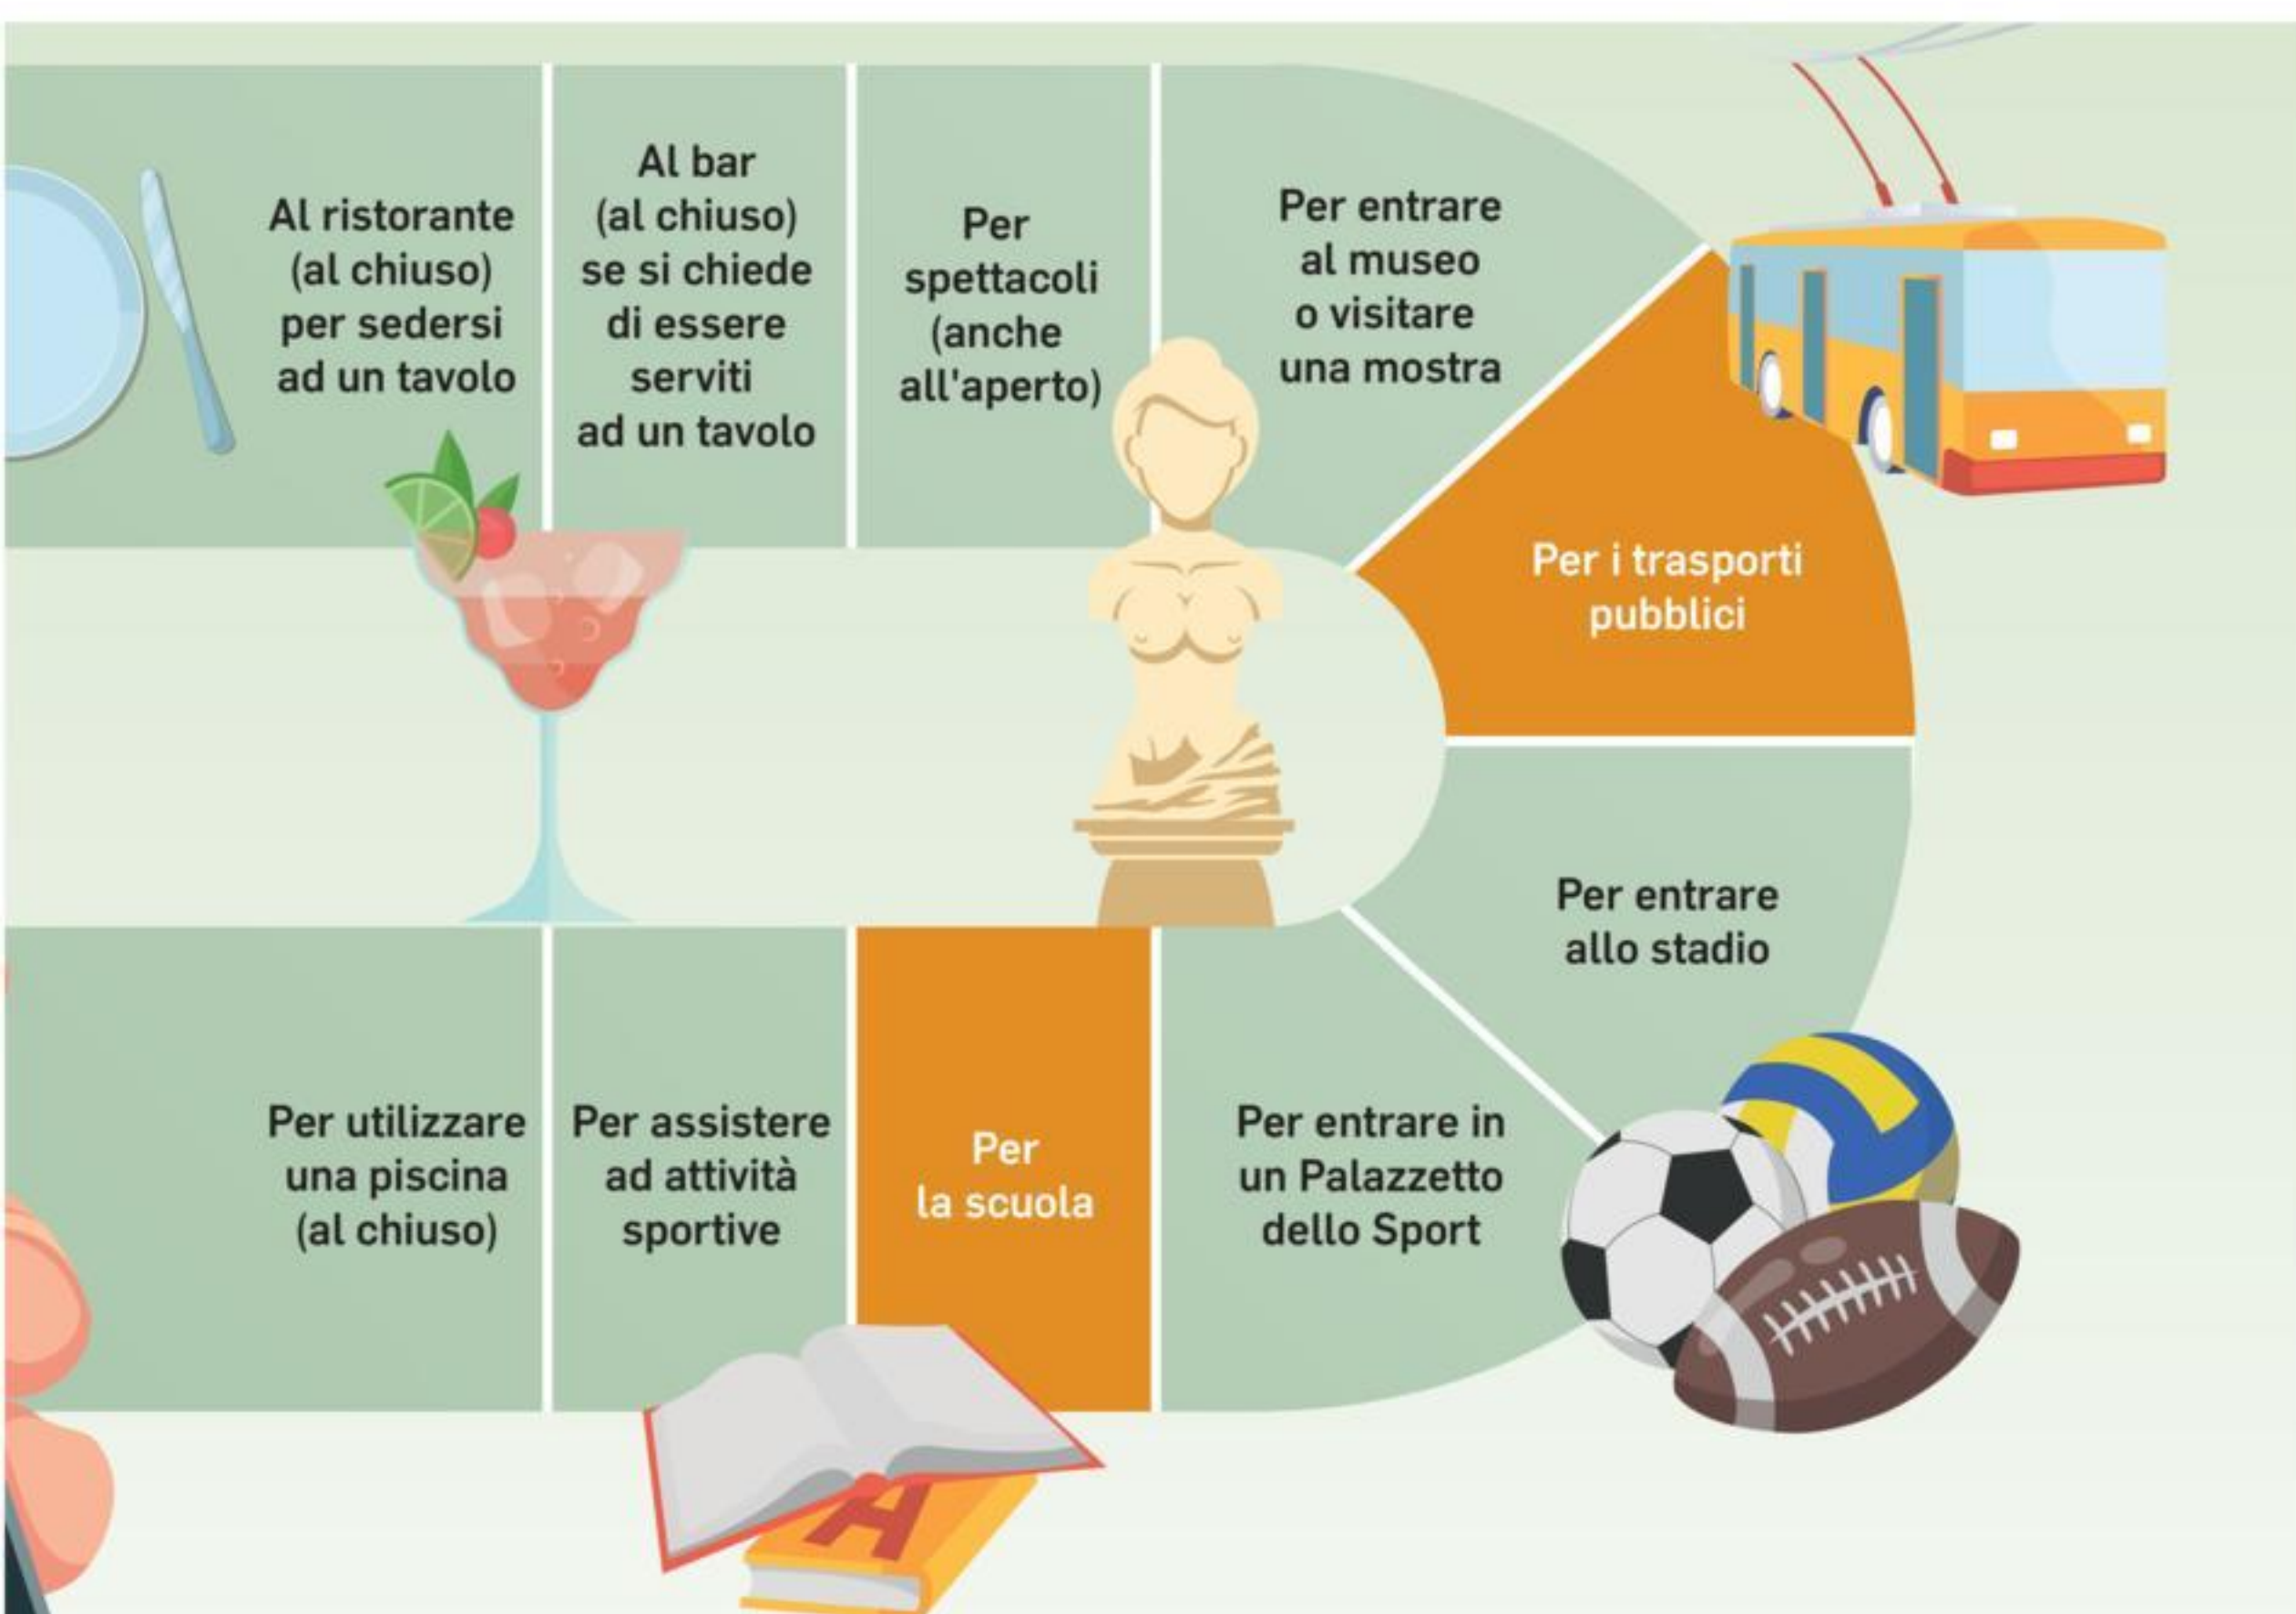 Al ristorante
(al chiuso)
per sedersi
ad un tavolo
Al bar
(al chiuso)
se si chiede
di essere
serviti
ad un tavolo
Per
spettacoli
(anche
all'aperto)
Per entrare
al museo
o visitare
una mostra
Per i trasporti
pubblici
Per entrare
allo stadio
Per entrare in
un Palazzetto
dello Sport
Per
la scuola
Per assistere
ad attività
sportive
Per utilizzare
una piscina
(al chiuso)
A